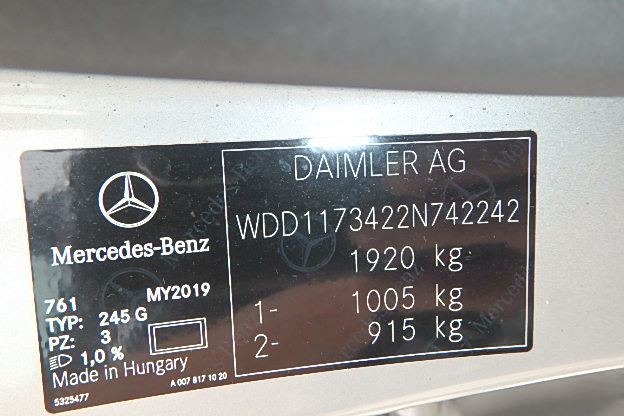 Mercedes-Benz
761 MY2019
TYP: 245 G
PZ: 3
1,0 %
Made in Hungary
5325477
A 007 817 10 20
DAIMLER AG
WDD1173422N742242
1920 kg
1- 1005 kg
2- 915 kg